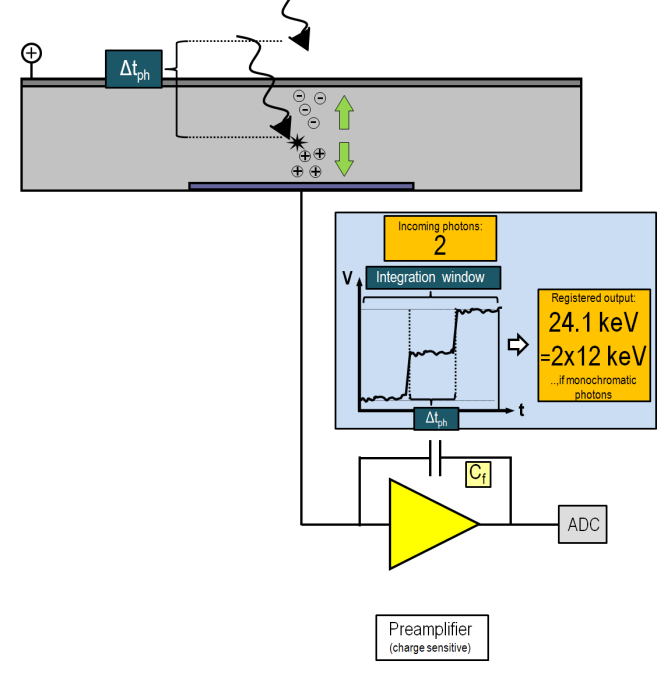 Δtph
Incoming photons:
2
Integration window
V
Registered output:
24.1 keV
=2x12 keV
..,if monochromatic
photons
t
Δtph
Cf
ADC
Preamplifier
(charge sensitive)